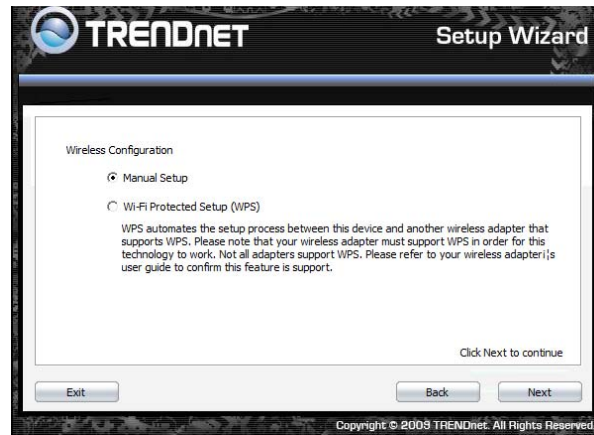 TRENDNET
Setup Wizard
Wireless Configuration
Manual Setup
Wi-Fi Protected Setup (WPS)
WPS automates the setup process between this device and another wireless adapter that
supports WPS. Please note that your wireless adapter must support WPS in order for this
technology to work. Not all adapters support WPS. Please refer to your wireless adapter¡¦s
user guide to confirm this feature is support.
Click Next to continue
Exit
Back
Next
Copyright © 2009 TRENDnet. All Rights Reserved.